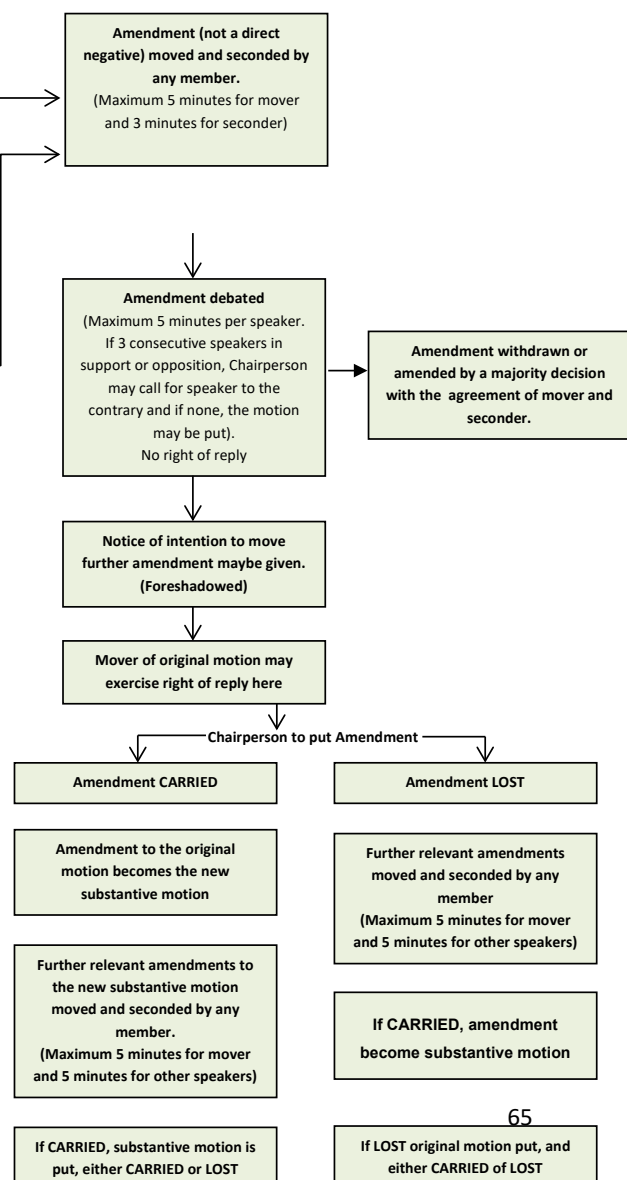 Amendment (not a direct
negative) moved and seconded by
any member.
(Maximum 5 minutes for mover
and 3 minutes for seconder)
Amendment debated
(Maximum 5 minutes per speaker.
If 3 consecutive speakers in
support or opposition, Chairperson
may call for speaker to the
contrary and if none, the motion
may be put).
No right of reply
Amendment withdrawn or
amended by a majority decision
with the agreement of mover and
seconder.
Notice of intention to move
further amendment maybe given.
(Foreshadowed)
Mover of original motion may
exercise right of reply here
Chairperson to put Amendment
Amendment CARRIED
Amendment to the original
motion becomes the new
substantive motion
Further relevant amendments to
the new substantive motion
moved and seconded by any
member.
(Maximum 5 minutes for mover
and 5 minutes for other speakers)
If CARRIED, substantive motion is
put, either CARRIED or LOST
Amendment LOST
Further relevant amendments
moved and seconded by any
member
(Maximum 5 minutes for mover
and 5 minutes for other speakers)
If CARRIED, amendment
become substantive motion
65
If LOST original motion put, and
either CARRIED of LOST